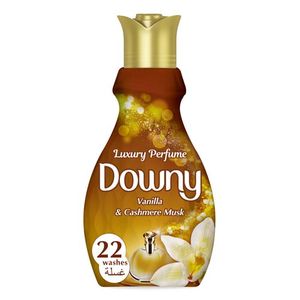 Luxury Perfume
Downy
Vanilla
& Cashmere Musk
22
washes
غسلة